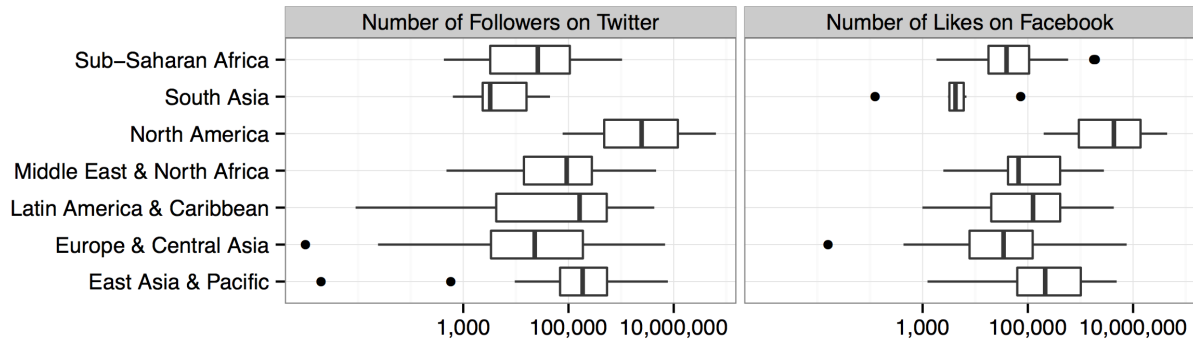 Number of Followers on Twitter
Number of Likes on Facebook
Sub−Saharan Africa
South Asia
North America
Middle East & North Africa
Latin America & Caribbean
Europe & Central Asia
East Asia & Pacific
1,000 100,000 10,000,000
1,000 100,000 10,000,000